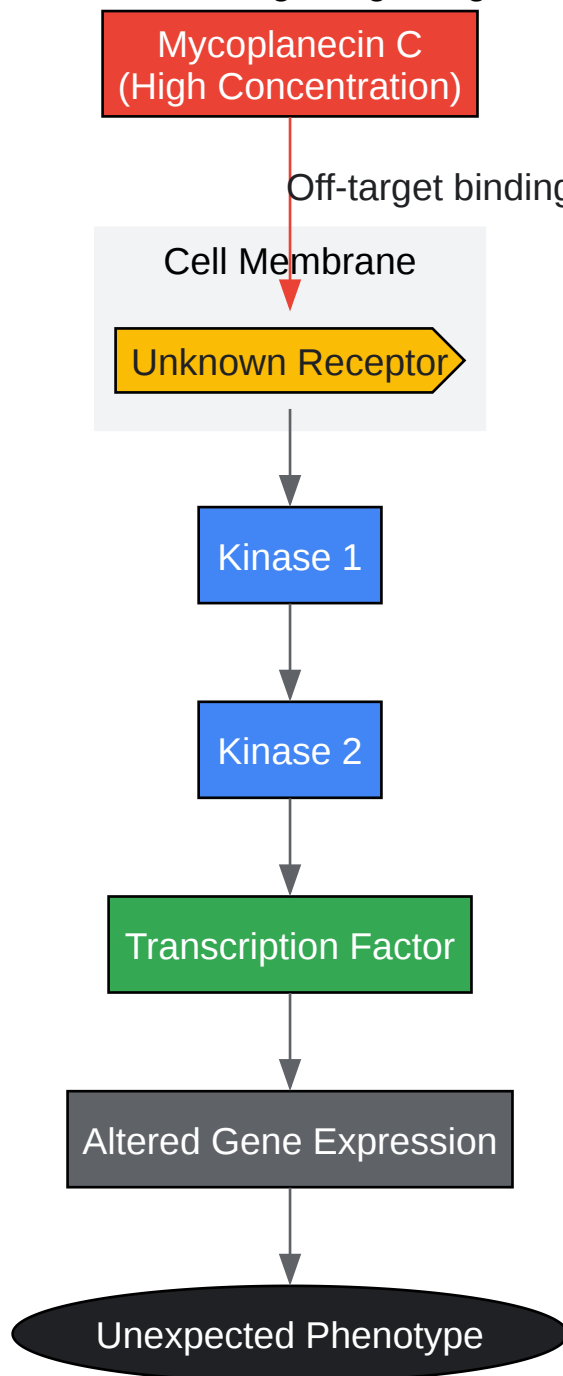 Mycoplanecin C
(High Concentration)
Off-target binding
Cell Membrane
Unknown Receptor
Kinase 1
Kinase 2
Transcription Factor
Altered Gene Expression
Unexpected Phenotype